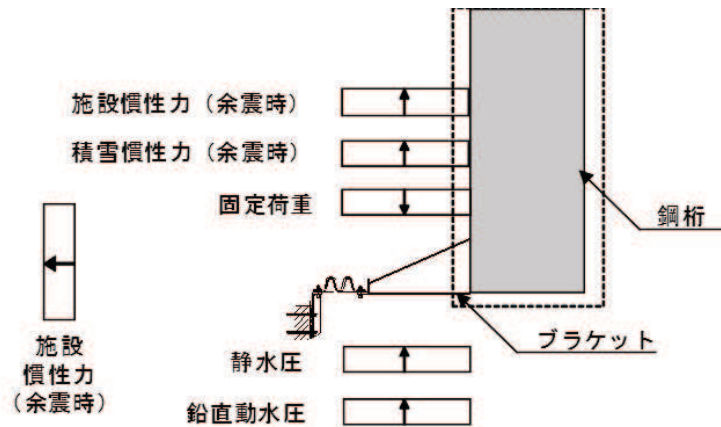 施設慣性力（余震時）
積雪慣性力（余震時）
固定荷重
鋼桁
ブラケット
施設
慣性力
（余震時）
静水圧
鉛直動水圧